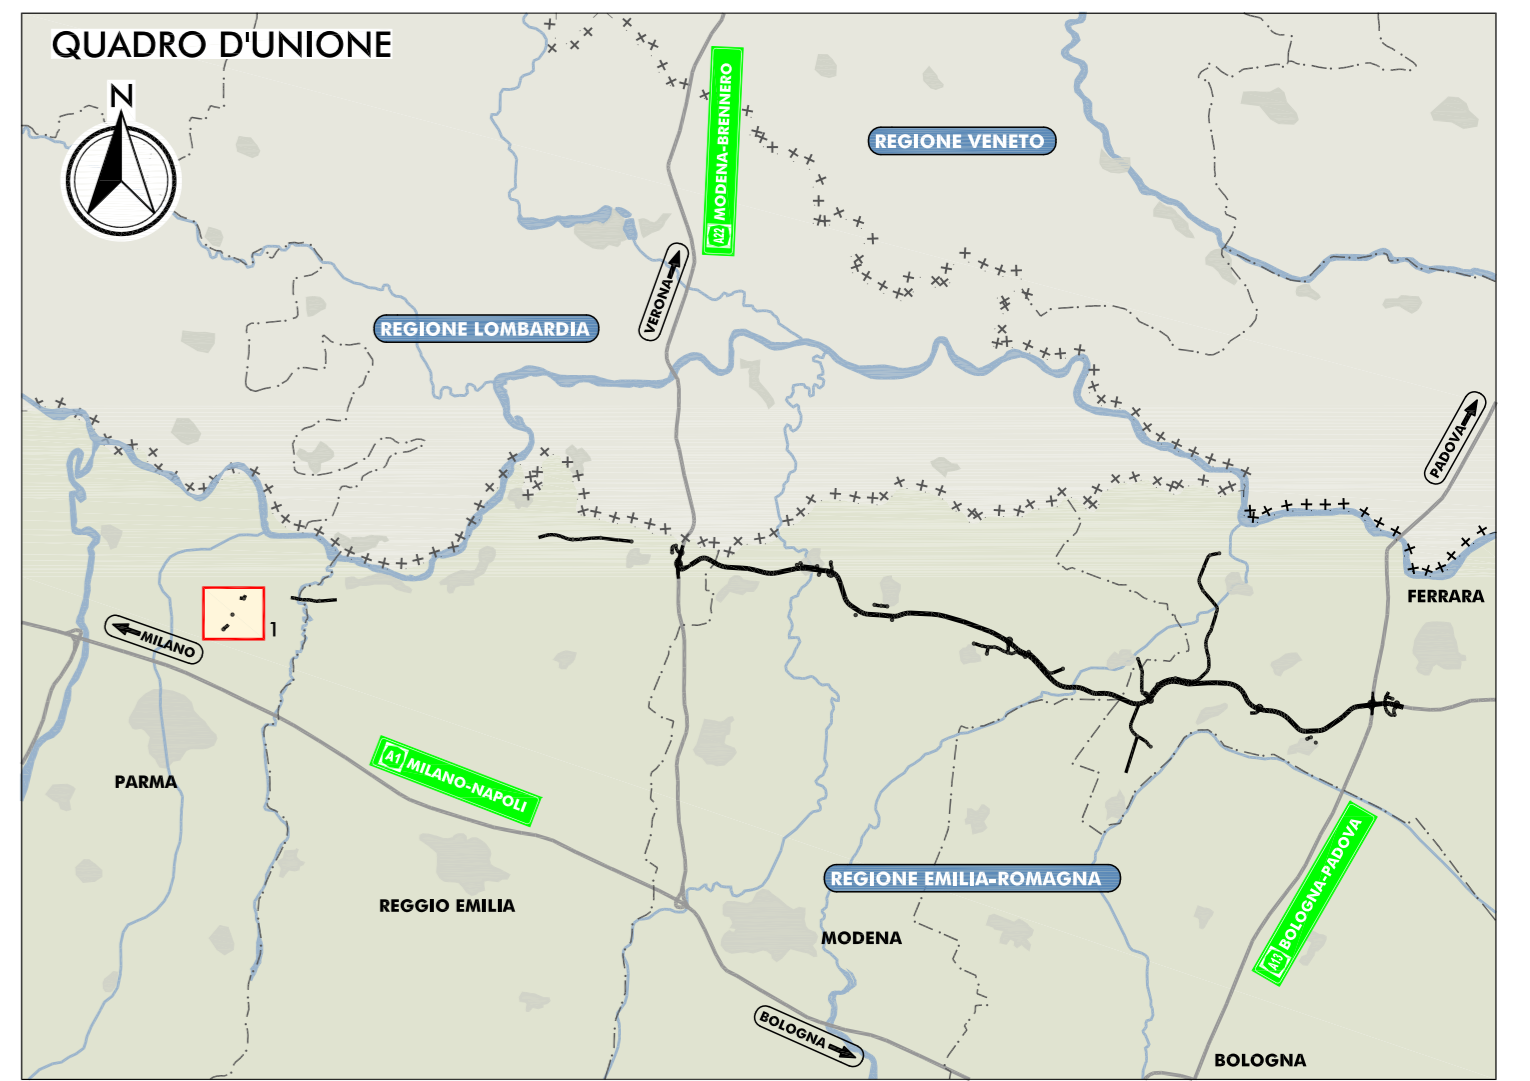 QUADRO D'UNIONE
N
A22 MODENA-BRENNERO
REGIONE VENETO
VERONA
REGIONE LOMBARDIA
PADOVA
FERRARA
1
MILANO
PARMA
A1 MILANO-NAPOLI
REGIONE EMILIA-ROMAGNA
A13 BOLOGNA-PADOVA
REGGIO EMILIA
MODENA
BOLOGNA
BOLOGNA